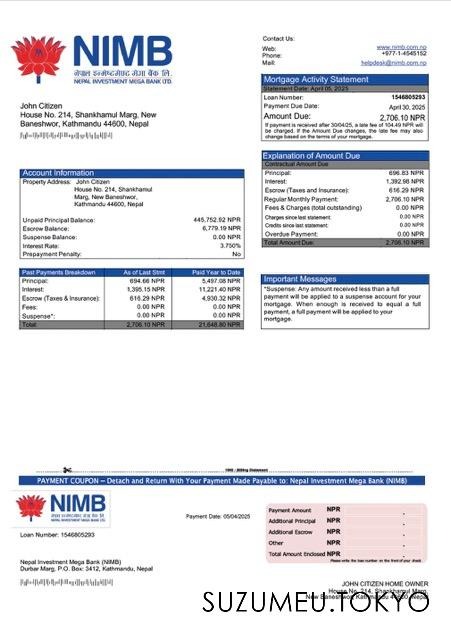 NIMB
नेपाल इन्भेष्टमेण्ट मेगा बैंक लि.
NEPAL INVESTMENT MEGA BANK LTD.
Contact Us:
Web: www.nimb.com.np
Phone: +977-1-4545152
Mail: helpdesk@nimb.com.np
Mortgage Activity Statement
Statement Date: April 05, 2025
Loan Number: 1546805293
Payment Due Date: April 30, 2025
Amount Due: 2,706.10 NPR
If payment is received after 30/04/25, a late fee of 104.49 NPR will
be charged. If the Amount Due changes, the late fee may also
change based on the terms of your mortgage.
John Citizen
House No. 214, Shankhamul Marg, New
Baneshwor, Kathmandu 44600, Nepal
Explanation of Amount Due
Contractual Amount Due
Principal: 696.83 NPR
Interest: 1,392.98 NPR
Escrow (Taxes and Insurance): 616.29 NPR
Regular Monthly Payment: 2,706.10 NPR
Fees & Charges (total outstanding) 0.00 NPR
Charges since last statement: 0.00 NPR
Credits since last statement: 0.00 NPR
Overdue Payment: 0.00 NPR
Total Amount Due: 2,706.10 NPR
Account Information
Property Address: John Citizen
House No. 214, Shankhamul
Marg, New Baneshwor,
Kathmandu 44600, Nepal
Unpaid Principal Balance: 445,752.92 NPR
Escrow Balance: 6,779.19 NPR
Suspense Balance: 0.00 NPR
Interest Rate: 3.750%
Prepayment Penalty: No
Past Payments Breakdown As of Last Stmt Paid Year to Date
Principal: 694.66 NPR 5,497.08 NPR
Interest: 1,395.15 NPR 11,221.40 NPR
Escrow (Taxes & Insurance): 616.29 NPR 4,930.32 NPR
Fees: 0.00 NPR 0.00 NPR
Suspense*: 0.00 NPR 0.00 NPR
Total: 2,706.10 NPR 21,648.80 NPR
Important Messages
*Suspense: Any amount received less than a full
payment will be applied to a suspense account for your
mortgage. When enough is received to equal a full
payment, a full payment will be applied to your
mortgage.
PAYMENT COUPON – Detach and Return With Your Payment Made Payable to: Nepal Investment Mega Bank (NIMB)
NIMB
नेपाल इन्भेष्टमेण्ट मेगा बैंक लि.
NEPAL INVESTMENT MEGA BANK LTD.
Payment Date: 05/04/2025
Payment Amount NPR .
Additional Principal NPR .
Additional Escrow NPR .
Other NPR .
Total Amount Enclosed NPR .
Please write the loan number on the front of your check.
Loan Number: 1546805293
Nepal Investment Mega Bank (NIMB)
Durbar Marg, P.O. Box: 3412, Kathmandu, Nepal
JOHN CITIZEN HOME OWNER
House No. 214, Shankhamul Marg,
New Baneshwor, Kathmandu 44600, Nepal
SUZUMEU.TOKYO